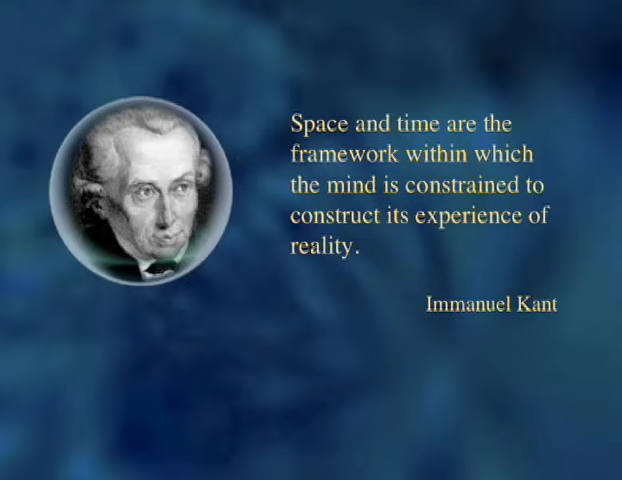 Space and time are the
framework within which
the mind is constrained to
construct its experience of
reality.
Immanuel Kant